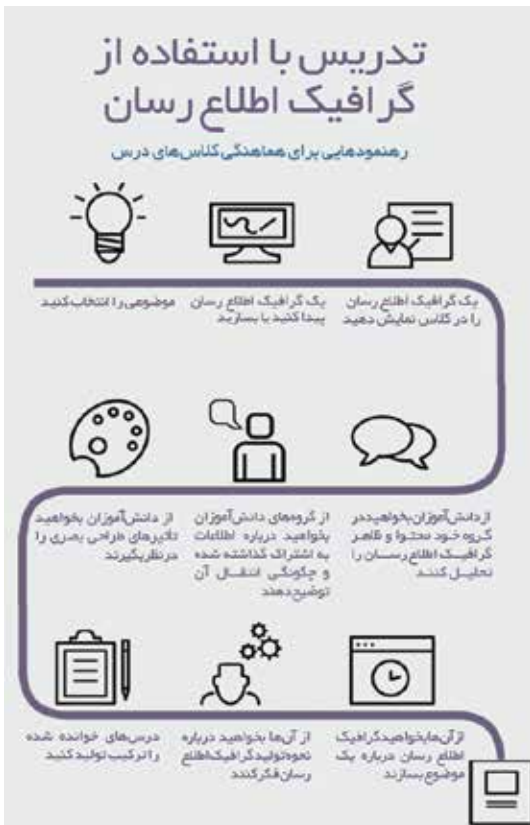 تدریس با استفاده از
گرافیک اطلاع رسان
رهنمودهایی برای هماهنگی کلاس‌های درس
موضوعی را انتخاب کنید
یک گرافیک اطلاع رسان
پیدا کنید یا بسازید
یک گرافیک اطلاع رسان
را در کلاس نمایش دهید
از دانش‌آموزان بخواهید در
گروه خود محتوا و ظاهر
گرافیک اطلاع رسان را
تحلیل کنند
از گروه‌های دانش‌آموزان
بخواهید درباره اطلاعات
به اشتراک گذاشته شده
و چگونگی انتقال آن
توضیح دهند
از دانش‌آموزان بخواهید
تأثیرهای طراحی بصری را
در نظر بگیرند
درس‌های خوانده شده
را ترکیب تولید کنید
از آن‌ها بخواهید درباره
نحوه تولید گرافیک اطلاع
رسان فکر کنند
از آن‌ها بخواهید گرافیک
اطلاع رسان درباره یک
موضوع بسازند